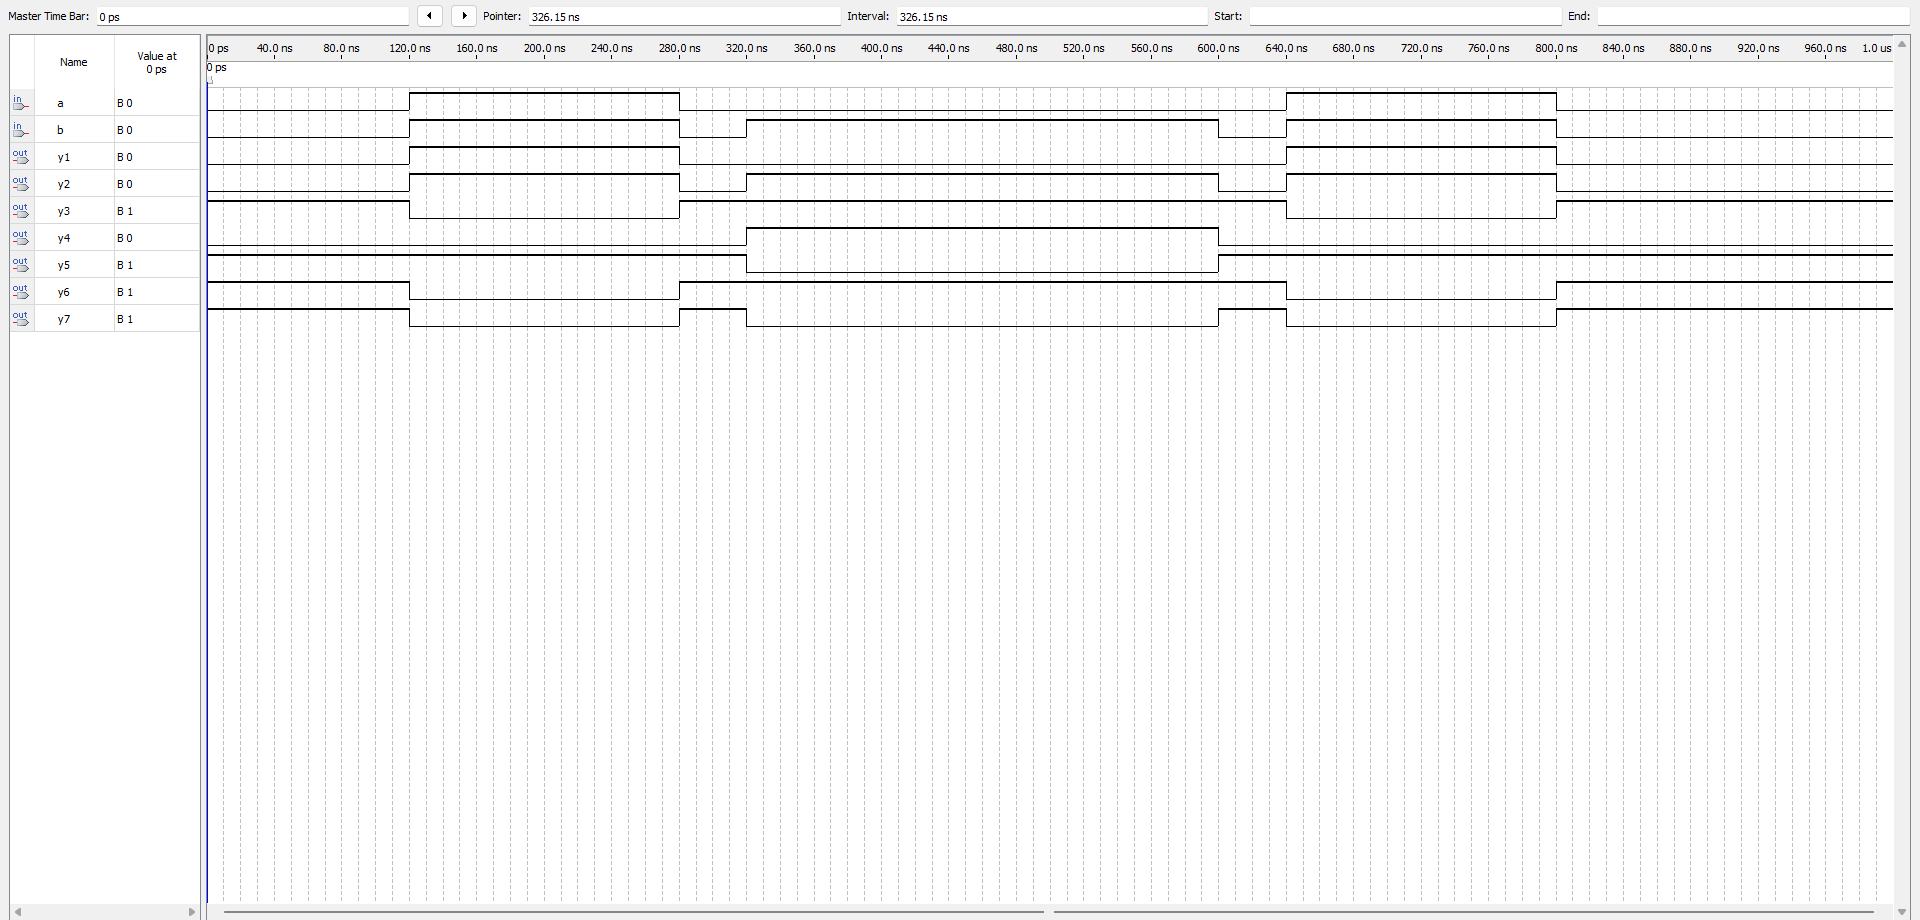 Master Time Bar: 0 ps Pointer: 326.15 ns Interval: 326.15 ns Start: End:
Name Value at 0 ps
0 ps 40.0 ns 80.0 ns 120.0 ns 160.0 ns 200.0 ns 240.0 ns 280.0 ns 320.0 ns 360.0 ns 400.0 ns 440.0 ns 480.0 ns 520.0 ns 560.0 ns 600.0 ns 640.0 ns 680.0 ns 720.0 ns 760.0 ns 800.0 ns 840.0 ns 880.0 ns 920.0 ns 960.0 ns 1.0 us
0 ps
in a B 0
in b B 0
out y1 B 0
out y2 B 0
out y3 B 1
out y4 B 0
out y5 B 1
out y6 B 1
out y7 B 1